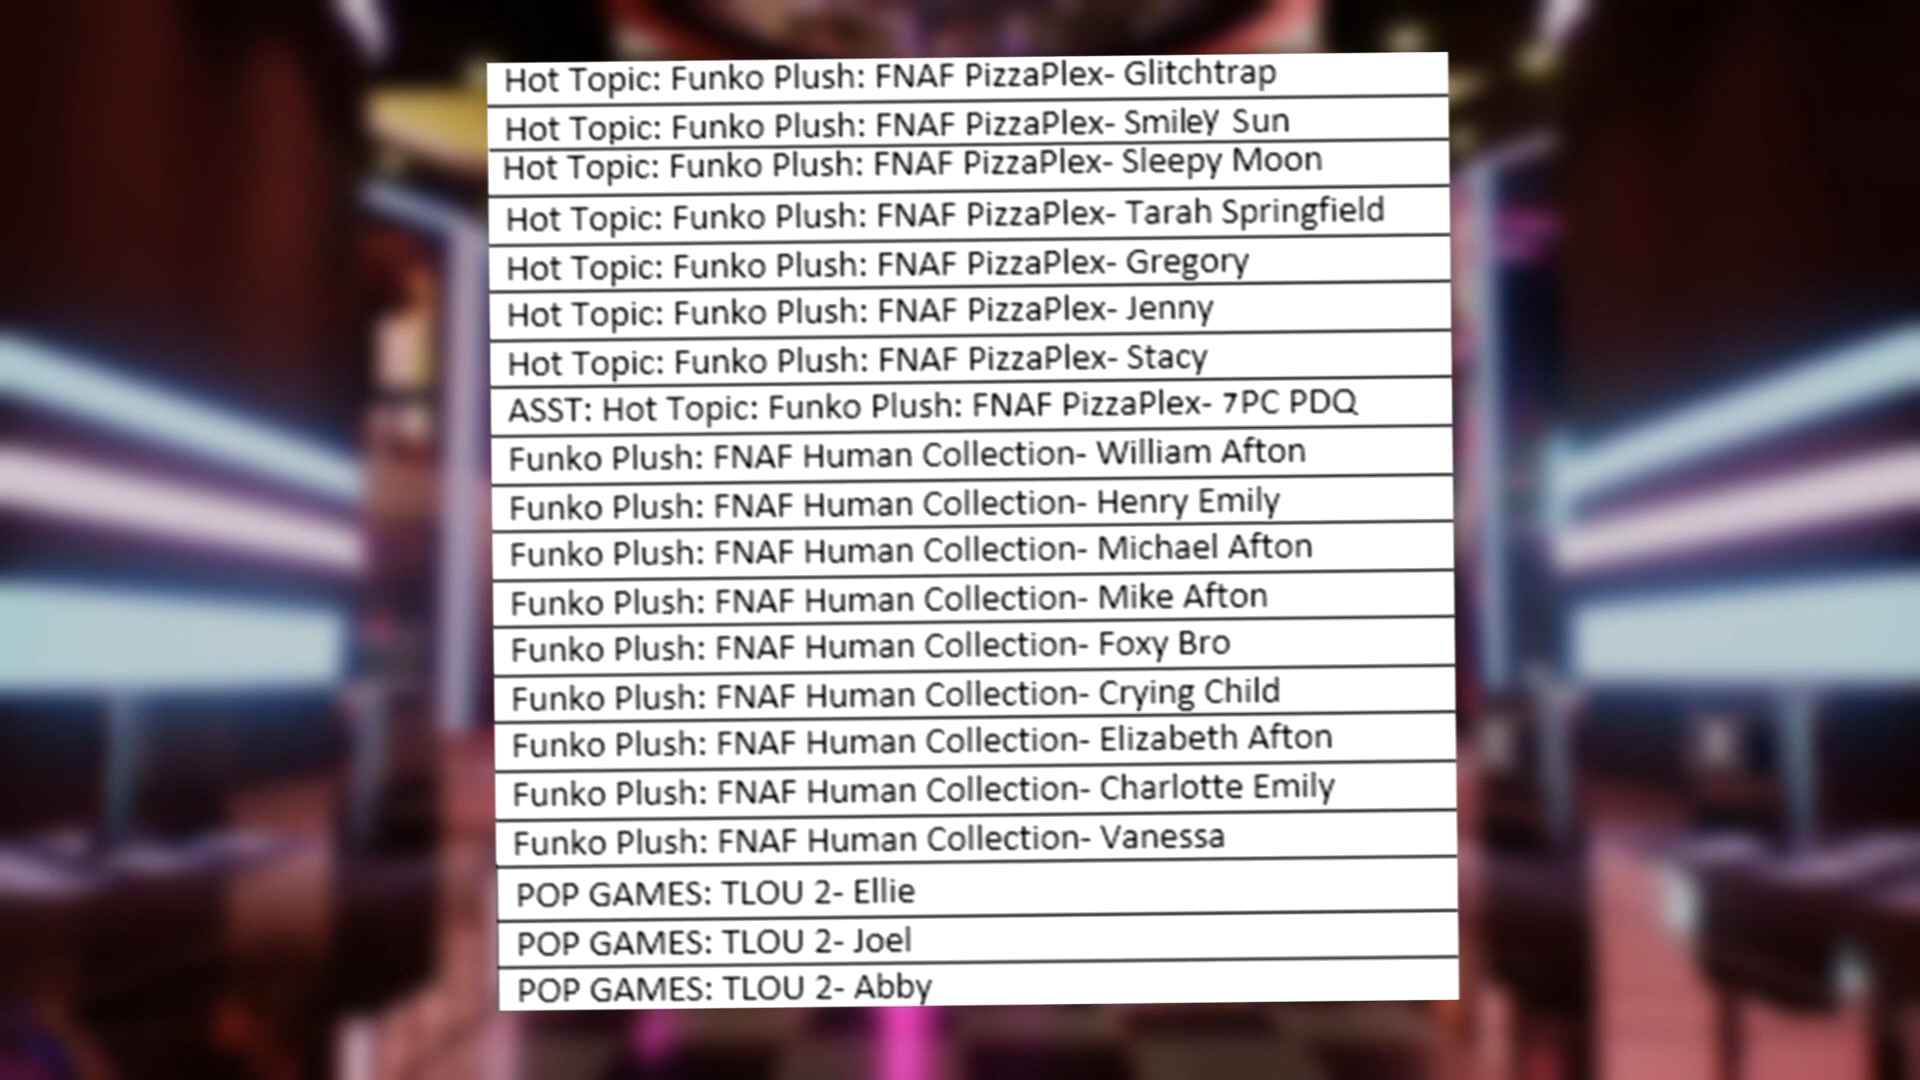 Hot Topic: Funko Plush: FNAF PizzaPlex- Glitchtrap
Hot Topic: Funko Plush: FNAF PizzaPlex- SmileY Sun
Hot Topic: Funko Plush: FNAF PizzaPlex- Sleepy Moon
Hot Topic: Funko Plush: FNAF PizzaPlex- Tarah Springfield
Hot Topic: Funko Plush: FNAF PizzaPlex- Gregory
Hot Topic: Funko Plush: FNAF PizzaPlex- Jenny
Hot Topic: Funko Plush: FNAF PizzaPlex- Stacy
ASST: Hot Topic: Funko Plush: FNAF PizzaPlex- 7PC PDQ
Funko Plush: FNAF Human Collection- William Afton
Funko Plush: FNAF Human Collection- Henry Emily
Funko Plush: FNAF Human Collection- Michael Afton
Funko Plush: FNAF Human Collection- Mike Afton
Funko Plush: FNAF Human Collection- Foxy Bro
Funko Plush: FNAF Human Collection- Crying Child
Funko Plush: FNAF Human Collection- Elizabeth Afton
Funko Plush: FNAF Human Collection- Charlotte Emily
Funko Plush: FNAF Human Collection- Vanessa
POP GAMES: TLOU 2- Ellie
POP GAMES: TLOU 2- Joel
POP GAMES: TLOU 2- Abby